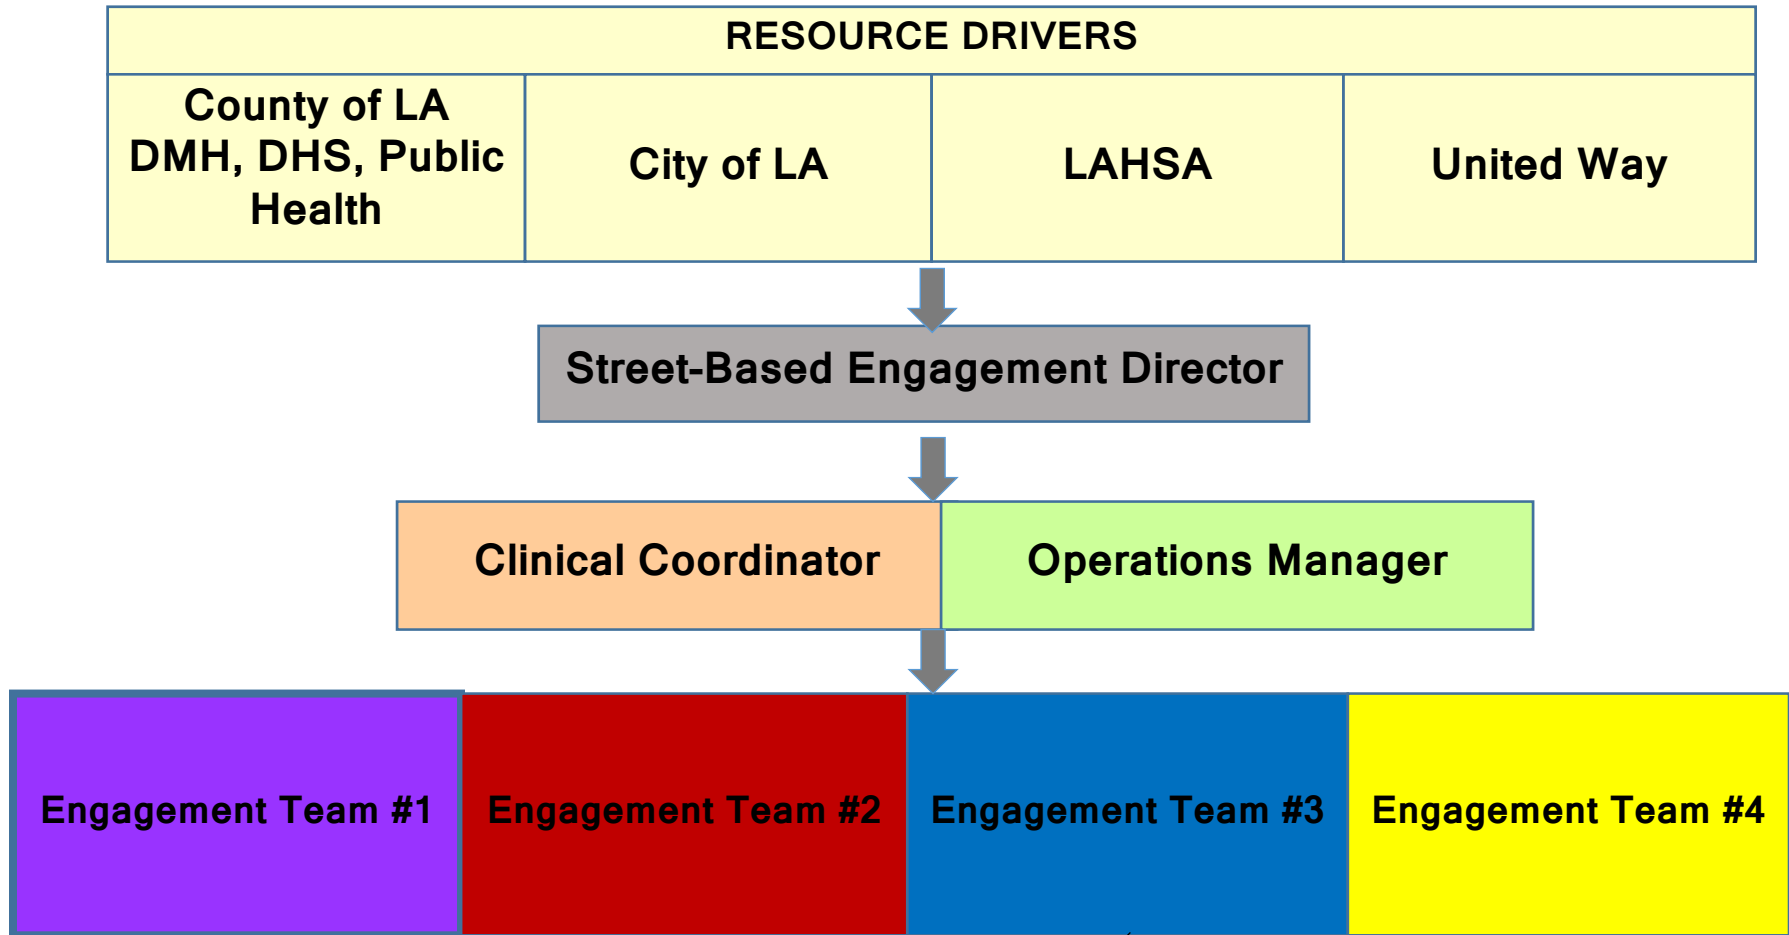 RESOURCE DRIVERS
County of LA
DMH, DHS, Public
Health
City of LA
LAHSA
United Way
Street-Based Engagement Director
Clinical Coordinator
Operations Manager
Engagement Team #1
Engagement Team #2
Engagement Team #3
Engagement Team #4